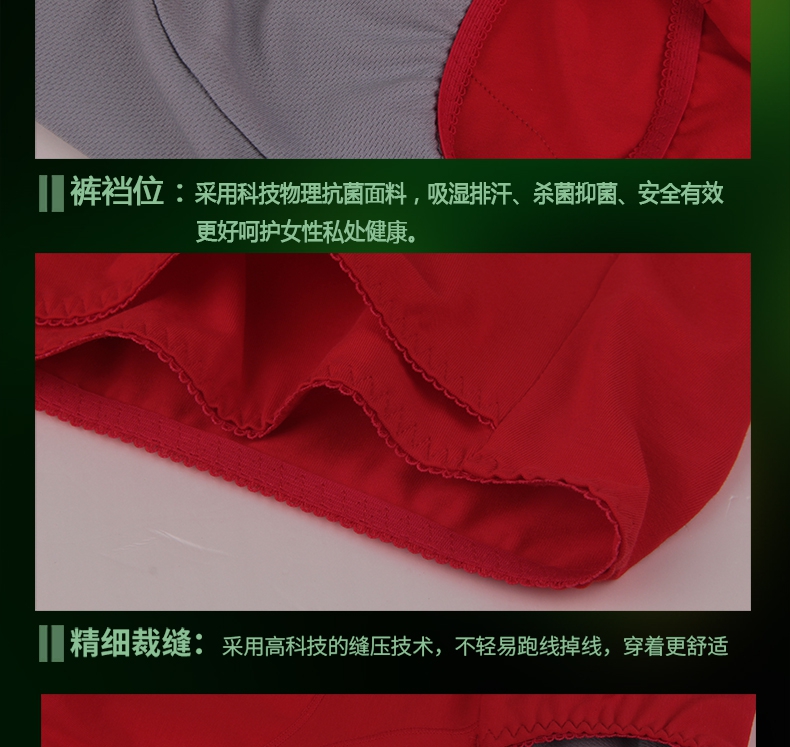 裤裆位：采用科技物理抗菌面料，吸湿排汗、杀菌抑菌、安全有效
更好呵护女性私处健康。
精细裁缝：采用高科技的缝压技术，不轻易跑线掉线，穿着更舒适